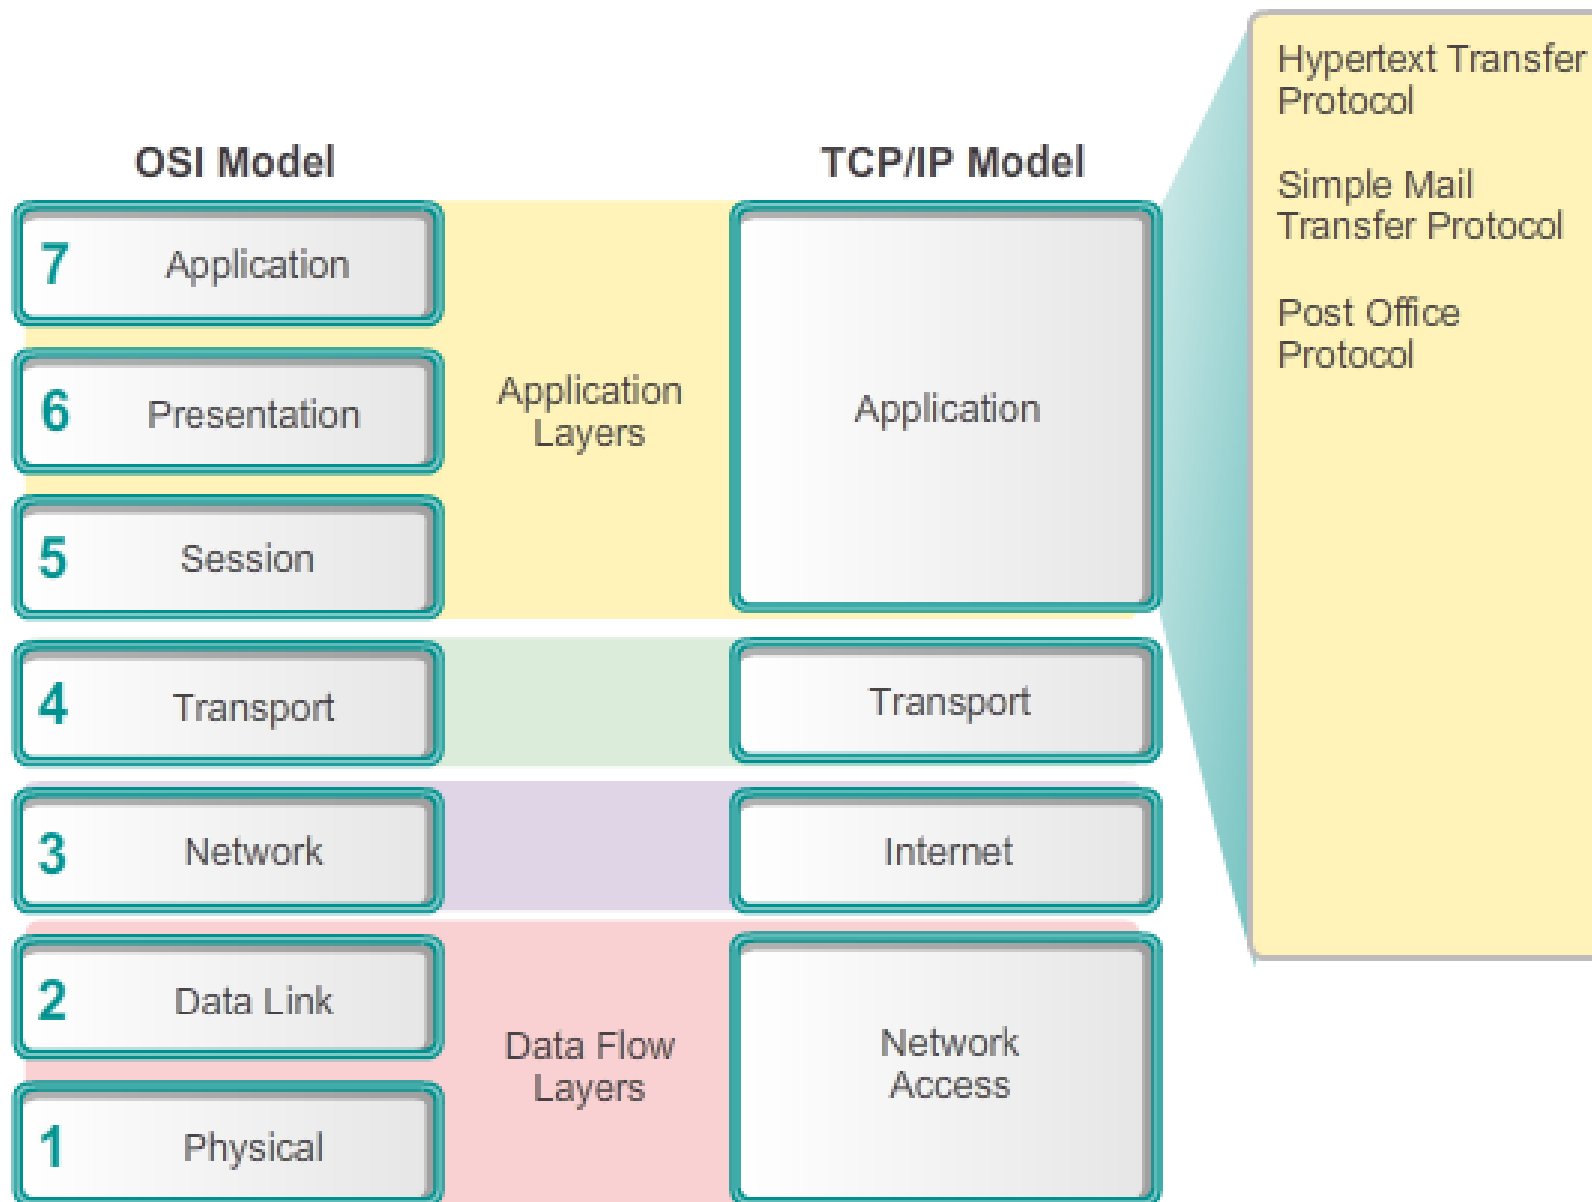 OSI Model
7 Application
6 Presentation
5 Session
4 Transport
3 Network
2 Data Link
1 Physical
Application
Layers
Data Flow
Layers
TCP/IP Model
Application
Transport
Internet
Network
Access
Hypertext Transfer
Protocol
Simple Mail
Transfer Protocol
Post Office
Protocol